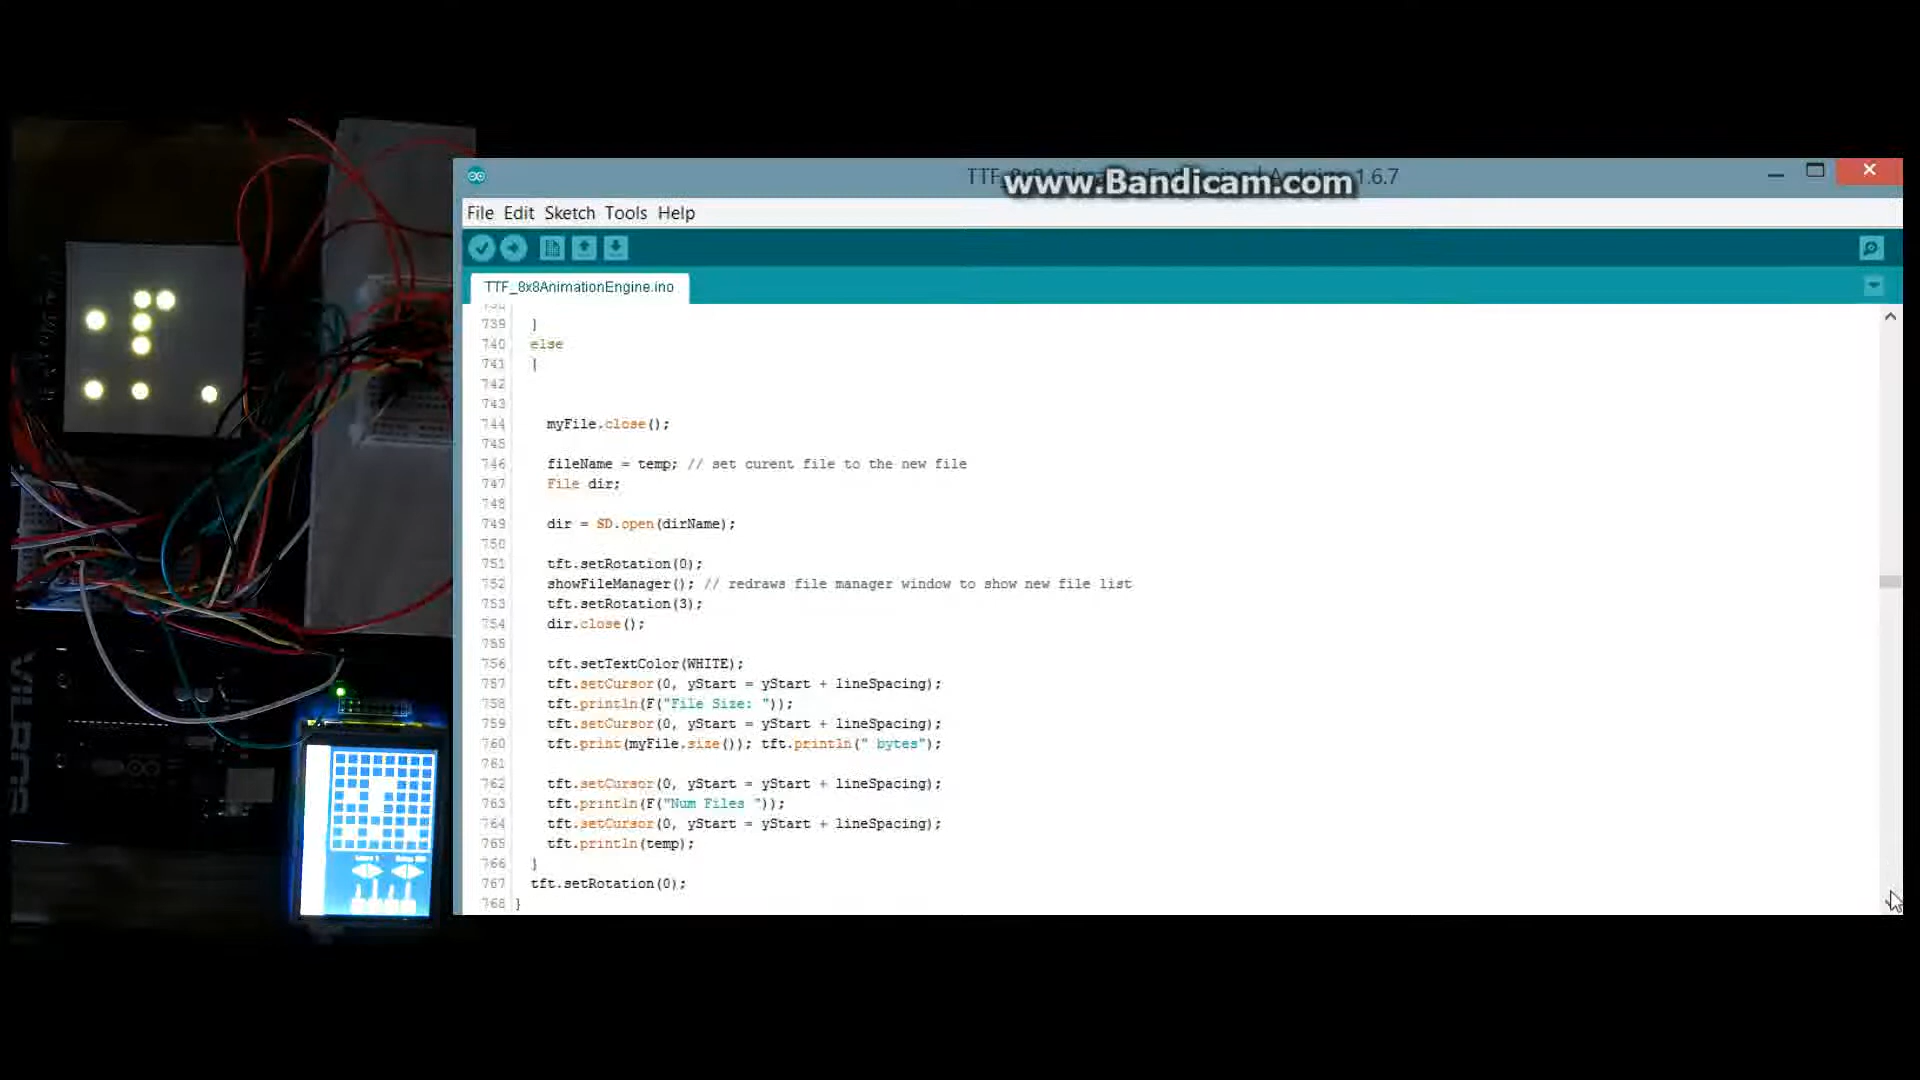 TTF_8x8AnimationEngine.ino | Arduino 1.6.7
www.Bandicam.com
File Edit Sketch Tools Help
TTF_8x8AnimationEngine.ino
739 }
740 else
741 {
742
743
744 myFile.close();
745
746 fileName = temp; // set curent file to the new file
747 File dir;
748
749 dir = SD.open(dirName);
750
751 tft.setRotation(0);
752 showFileManager(); // redraws file manager window to show new file list
753 tft.setRotation(3);
754 dir.close();
755
756 tft.setTextColor(WHITE);
757 tft.setCursor(0, yStart = yStart + lineSpacing);
758 tft.println(F("File Size: "));
759 tft.setCursor(0, yStart = yStart + lineSpacing);
760 tft.print(myFile.size()); tft.println(" bytes");
761
762 tft.setCursor(0, yStart = yStart + lineSpacing);
763 tft.println(F("Num Files "));
764 tft.setCursor(0, yStart = yStart + lineSpacing);
765 tft.println(temp);
766 }
767 tft.setRotation(0);
768 }
VILROS